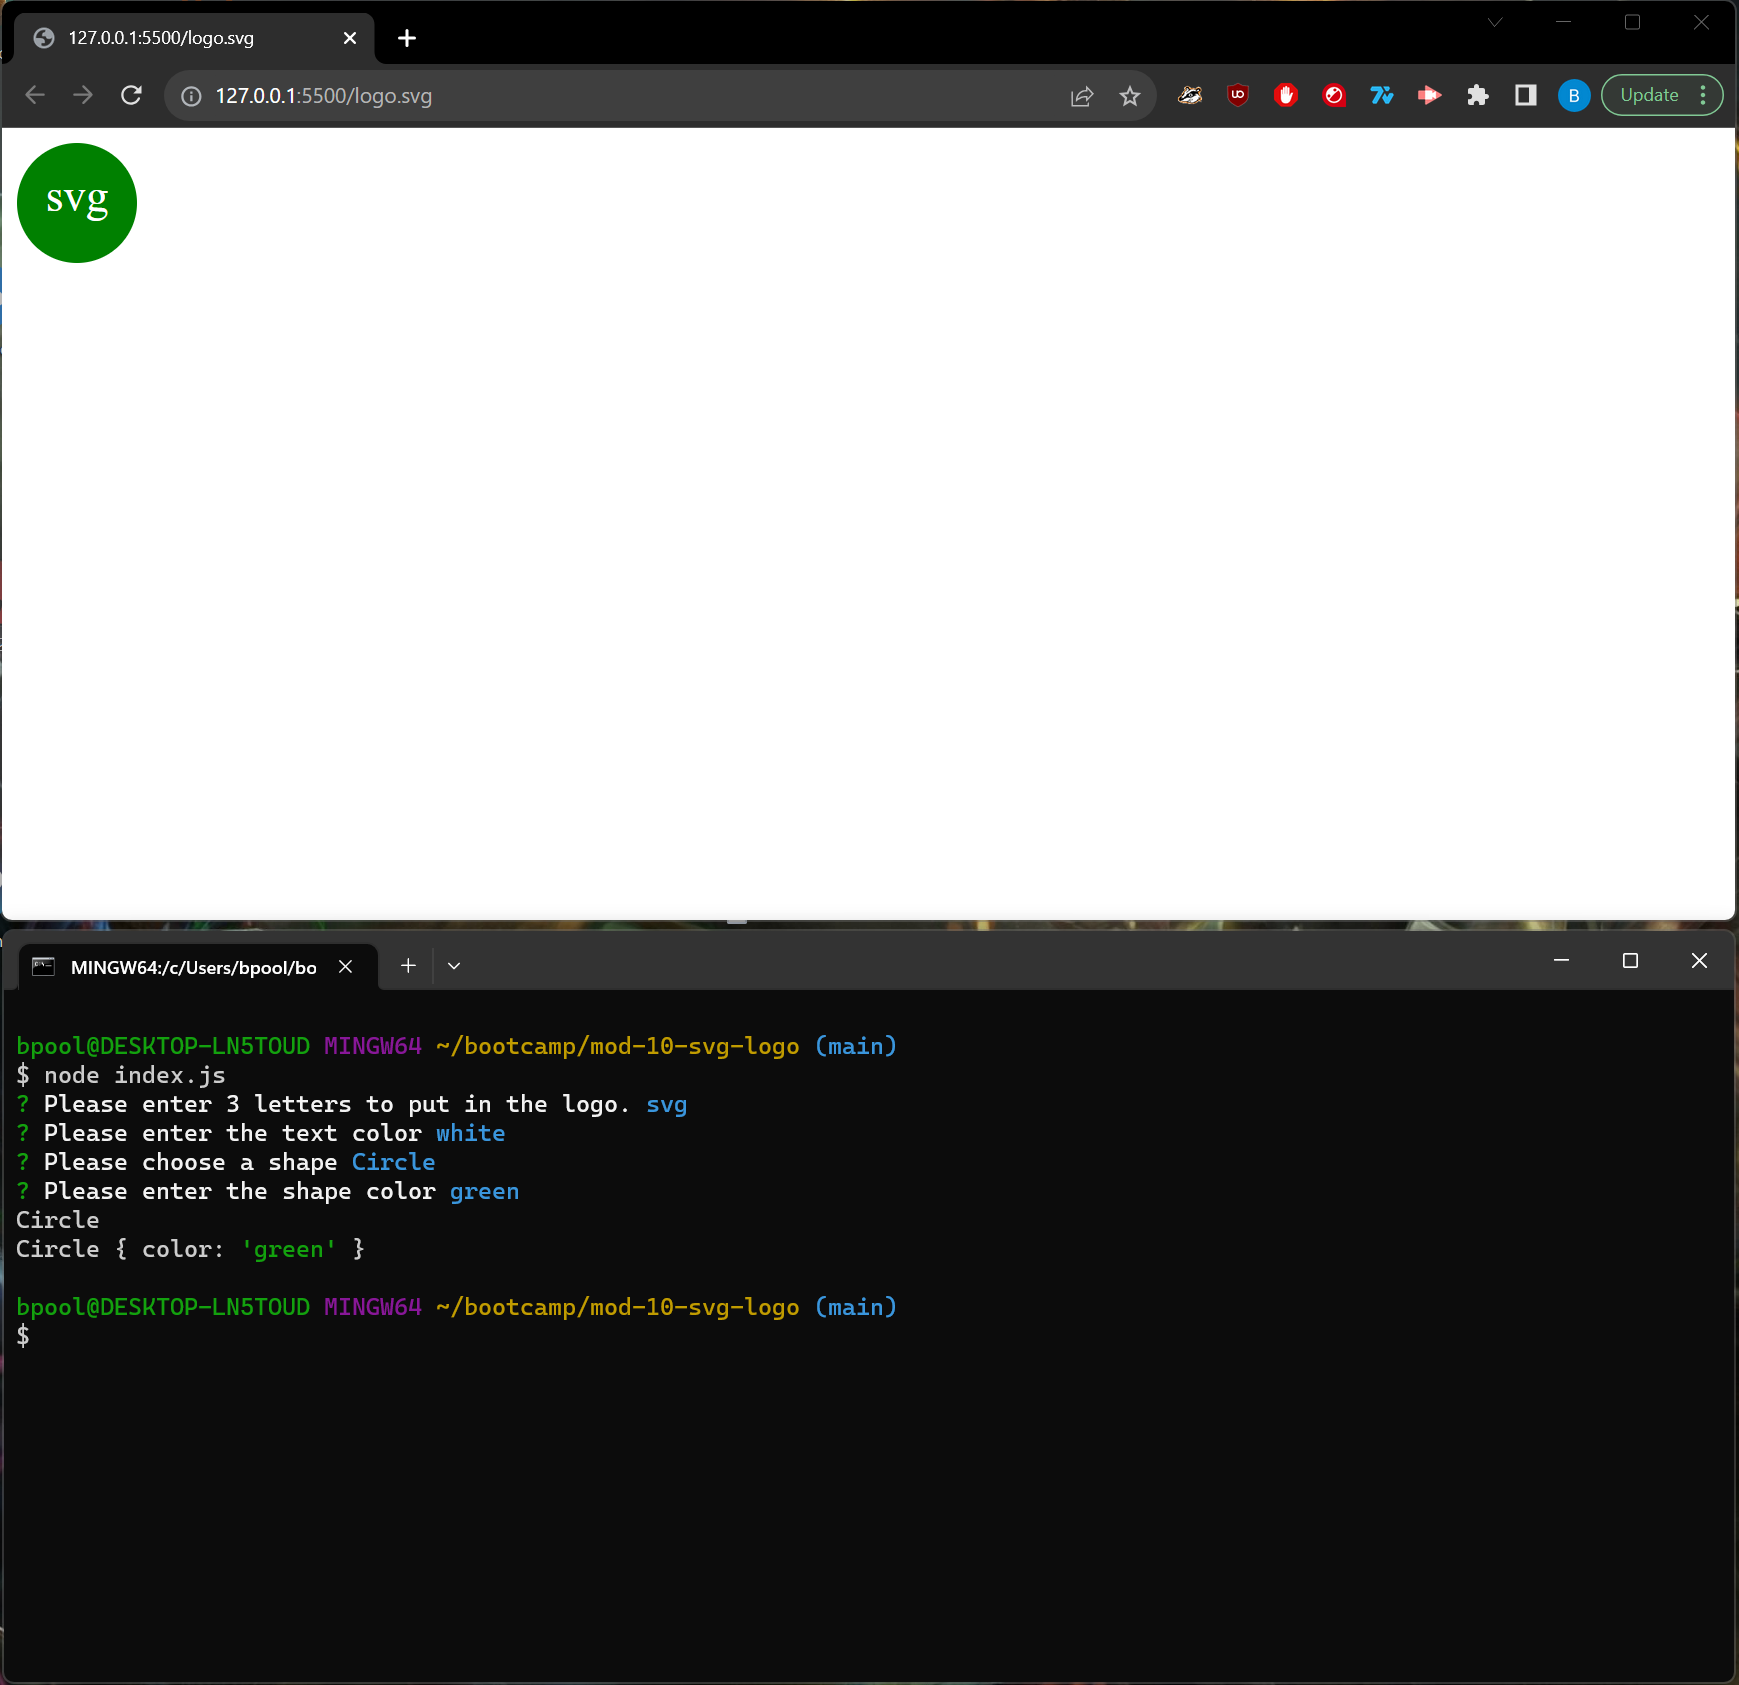 127.0.0.1:5500/logo.svg
127.0.0.1:5500/logo.svg
B
Update
svg
MINGW64:/c/Users/bpool/bo
bpool@DESKTOP-LN5TOUD MINGW64 ~/bootcamp/mod-10-svg-logo (main)
$ node index.js
? Please enter 3 letters to put in the logo. svg
? Please enter the text color white
? Please choose a shape Circle
? Please enter the shape color green
Circle
Circle { color: 'green' }
bpool@DESKTOP-LN5TOUD MINGW64 ~/bootcamp/mod-10-svg-logo (main)
$